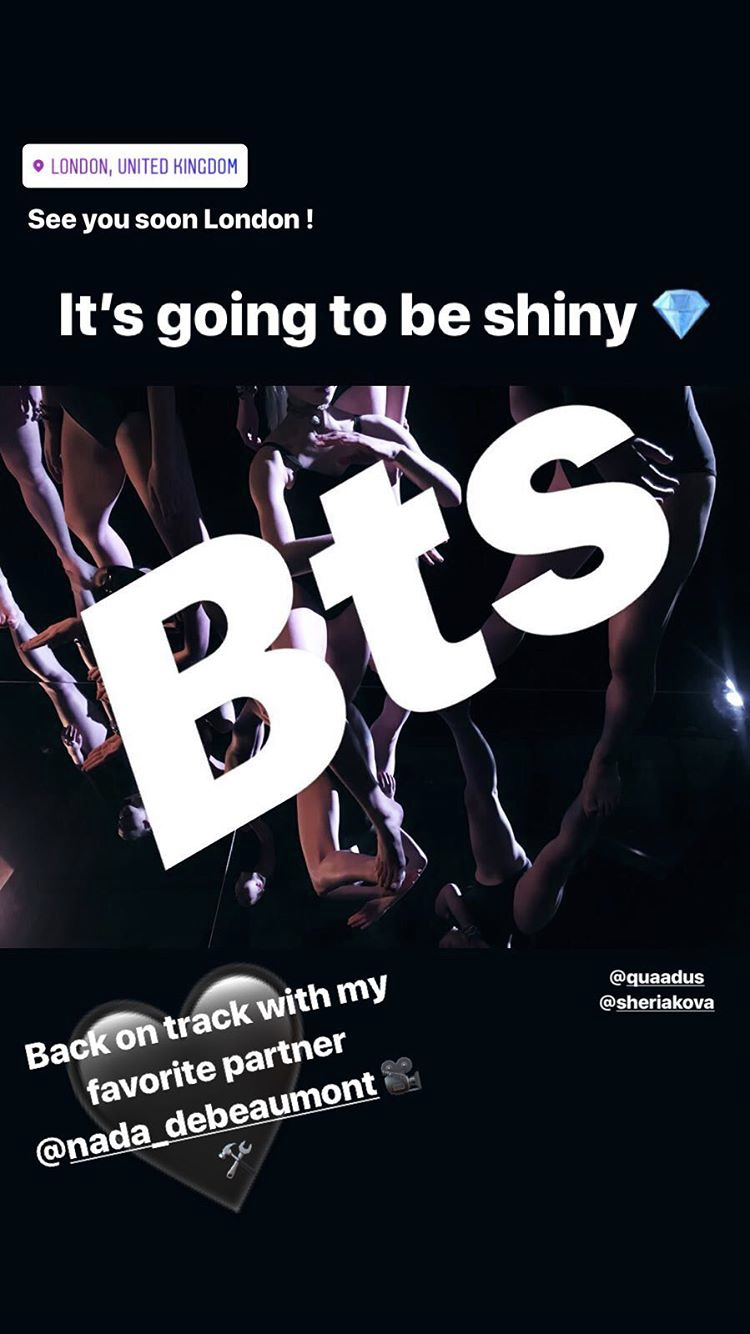 LONDON, UNITED KINGDOM
See you soon London !
It's going to be shiny 💎
Bts
@quaadus
@sheriakova
Back on track with my
favorite partner
@nada_debeaumont 🎥